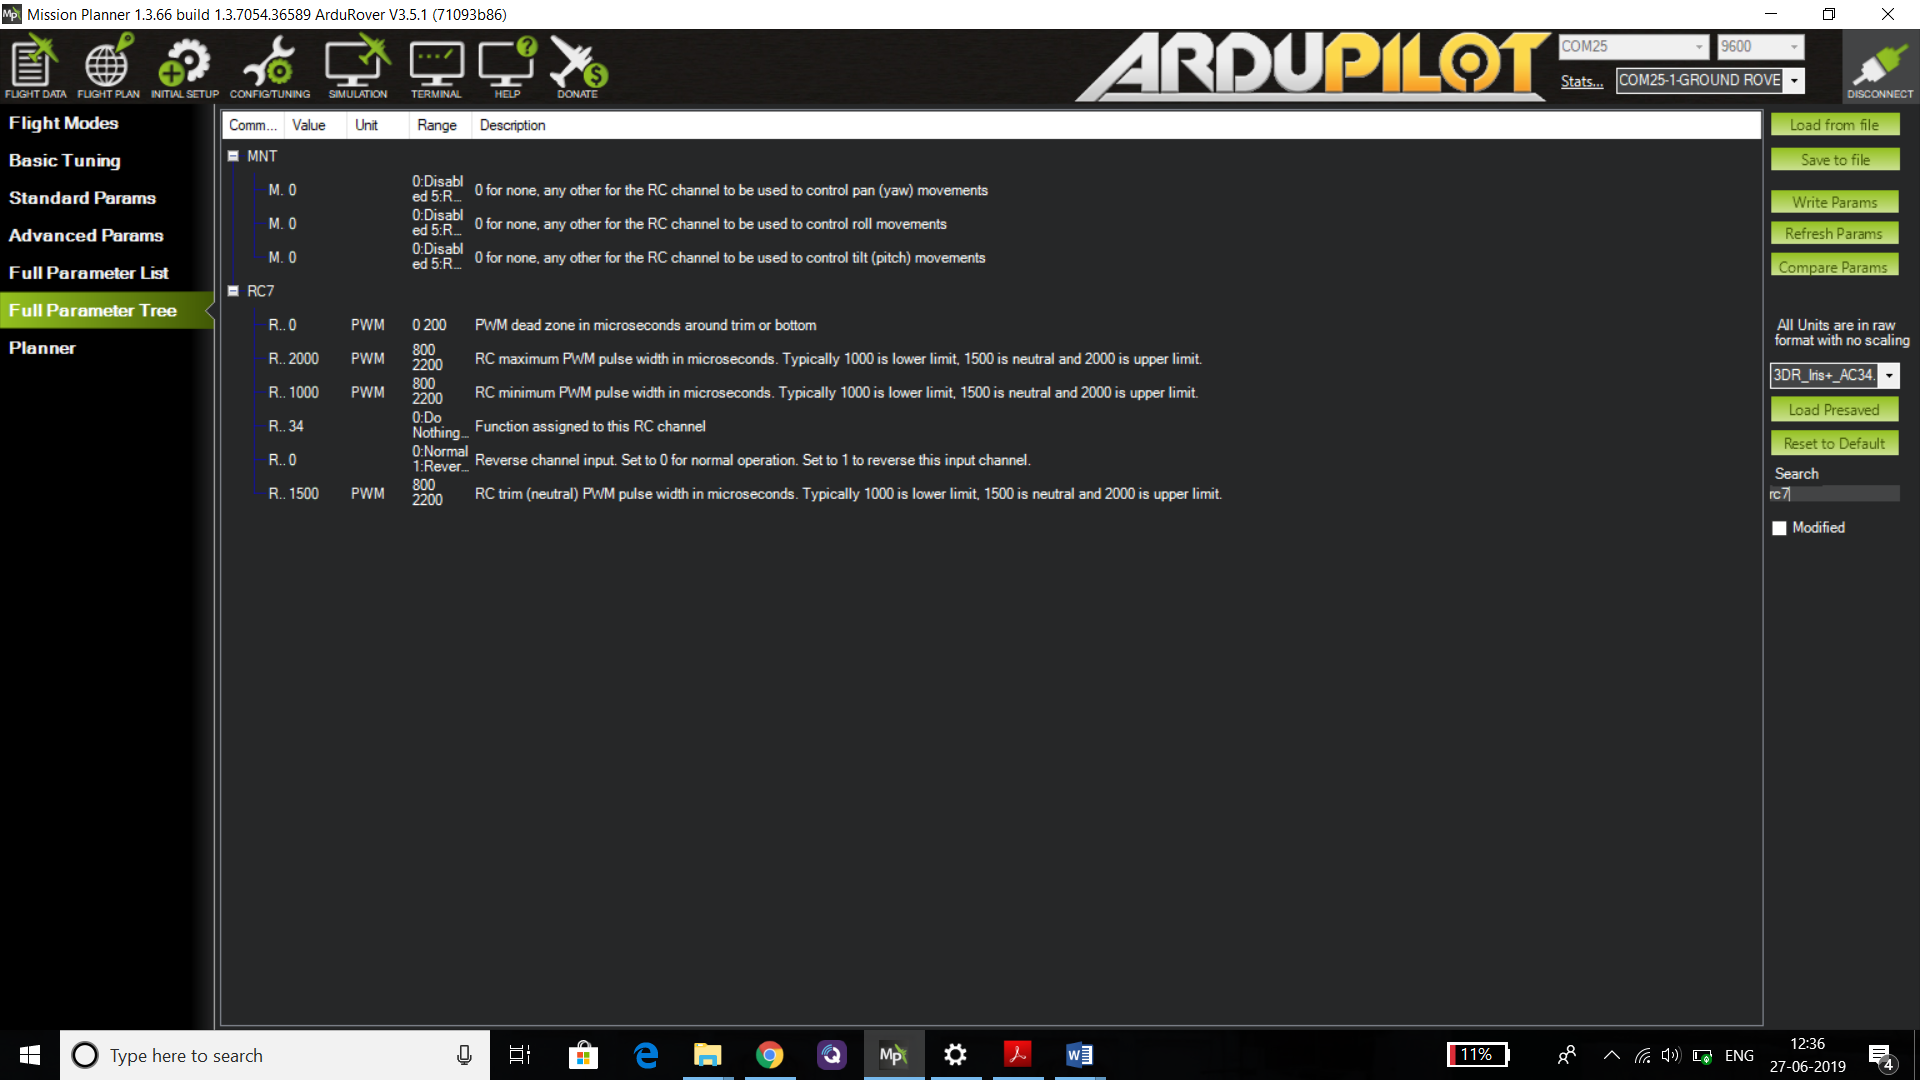 Mission Planner 1.3.66 build 1.3.7054.36589 ArduRover V3.5.1 (71093b86)
FLIGHT DATA FLIGHT PLAN INITIAL SETUP CONFIG/TUNING SIMULATION TERMINAL HELP DONATE
ARDUPILOT
COM25 9600
Stats... COM25-1-GROUND ROVE
DISCONNECT
Flight Modes
Basic Tuning
Standard Params
Advanced Params
Full Parameter List
Full Parameter Tree
Planner
Comm... Value Unit Range Description
MNT
M. 0 0:Disabl ed 5:R... 0 for none, any other for the RC channel to be used to control pan (yaw) movements
M. 0 0:Disabl ed 5:R... 0 for none, any other for the RC channel to be used to control roll movements
M. 0 0:Disabl ed 5:R... 0 for none, any other for the RC channel to be used to control tilt (pitch) movements
RC7
R.. 0 PWM 0 200 PWM dead zone in microseconds around trim or bottom
R.. 2000 PWM 800 2200 RC maximum PWM pulse width in microseconds. Typically 1000 is lower limit, 1500 is neutral and 2000 is upper limit.
R.. 1000 PWM 800 2200 RC minimum PWM pulse width in microseconds. Typically 1000 is lower limit, 1500 is neutral and 2000 is upper limit.
R.. 34 0:Do Nothing... Function assigned to this RC channel
R.. 0 0:Normal 1:Rever... Reverse channel input. Set to 0 for normal operation. Set to 1 to reverse this input channel.
R.. 1500 PWM 800 2200 RC trim (neutral) PWM pulse width in microseconds. Typically 1000 is lower limit, 1500 is neutral and 2000 is upper limit.
Load from file
Save to file
Write Params
Refresh Params
Compare Params
All Units are in raw
format with no scaling
3DR_Iris+_AC34.
Load Presaved
Reset to Default
Search
rc7
Modified
Type here to search
Mp
11%
ENG
12:36
27-06-2019
4